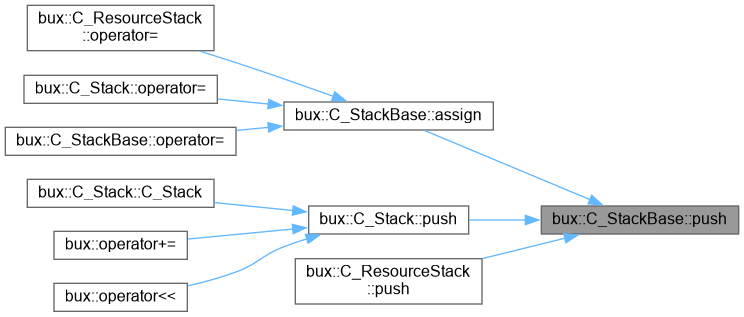 bux::C_ResourceStack
::operator=
bux::C_Stack::operator=
bux::C_StackBase::operator=
bux::C_StackBase::assign
bux::C_Stack::C_Stack
bux::operator+=
bux::operator<<
bux::C_Stack::push
bux::C_ResourceStack
::push
bux::C_StackBase::push